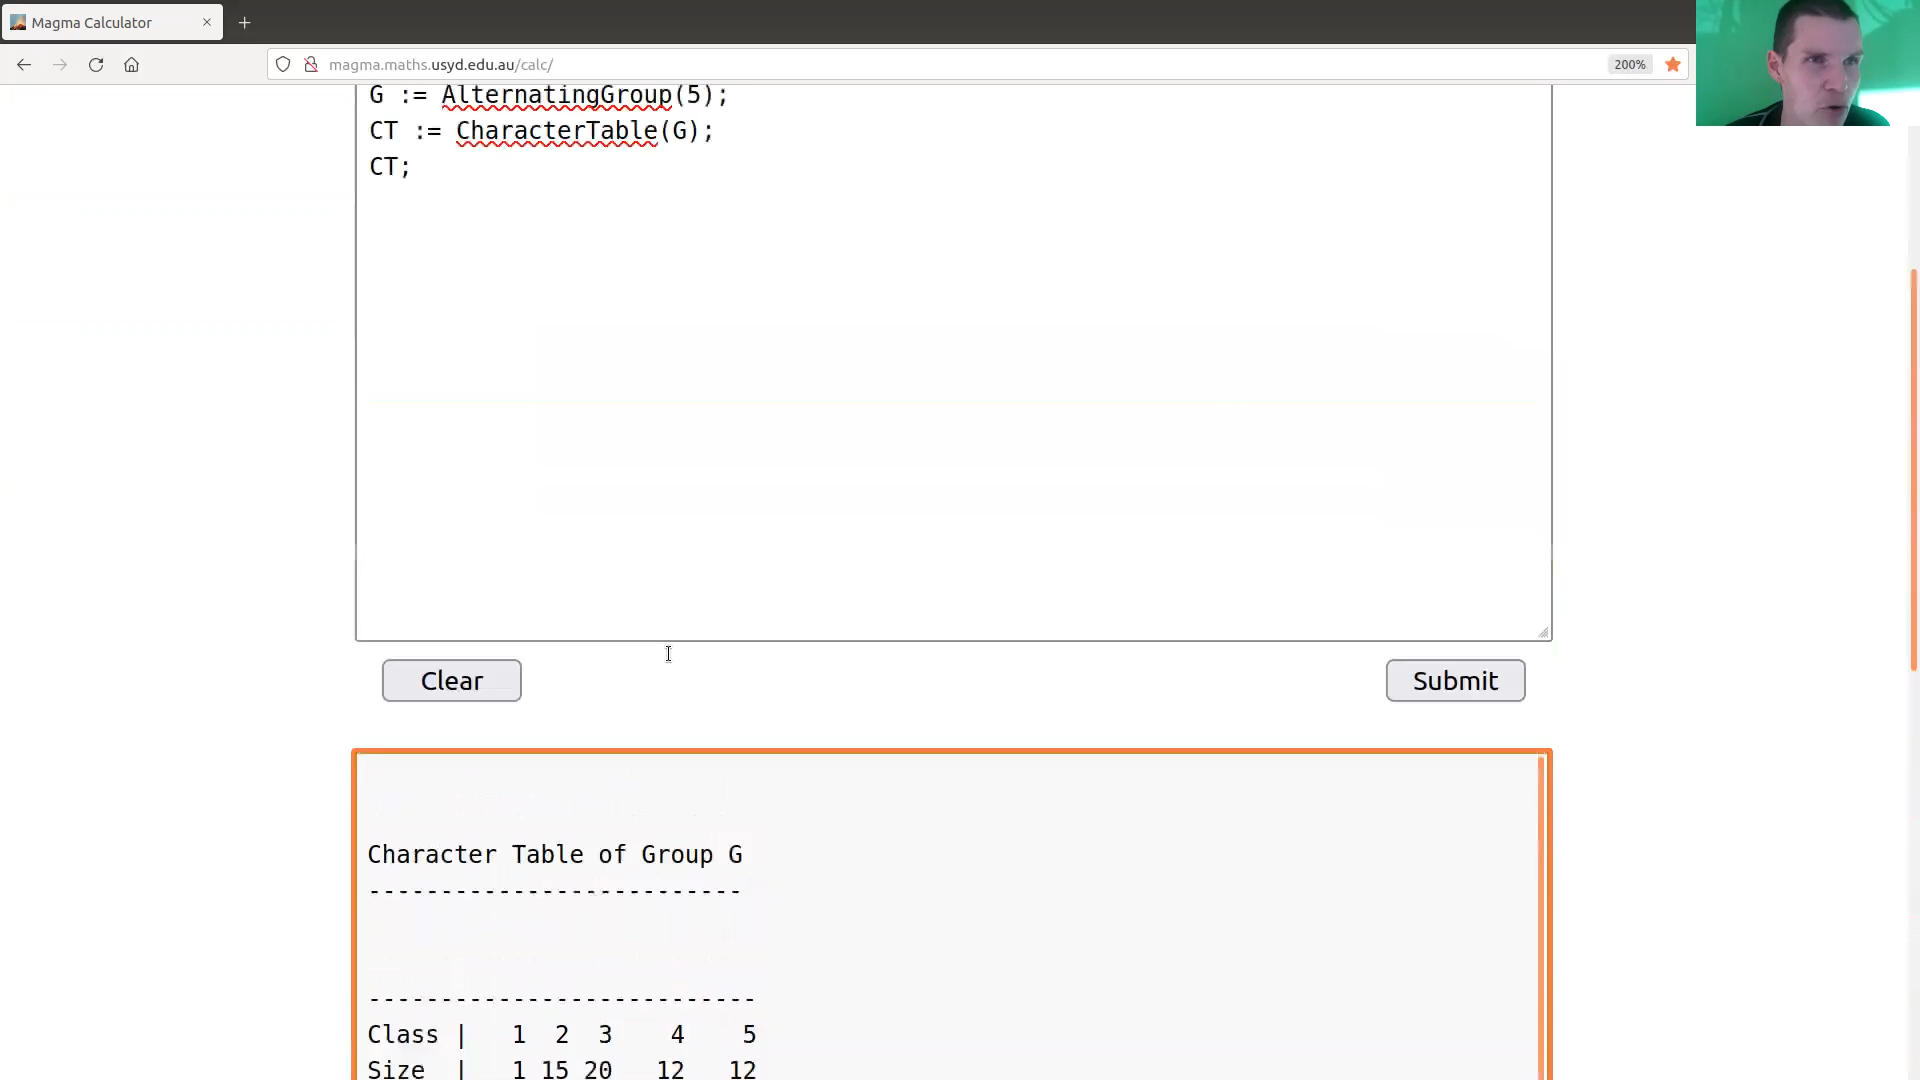 Magma Calculator
magma.maths.usyd.edu.au/calc/
200%
G := AlternatingGroup(5);
CT := CharacterTable(G);
CT;
Clear
Submit
Character Table of Group G
--------------------------
---------------------------
Class |   1  2  3    4    5
Size  |   1 15 20   12   12